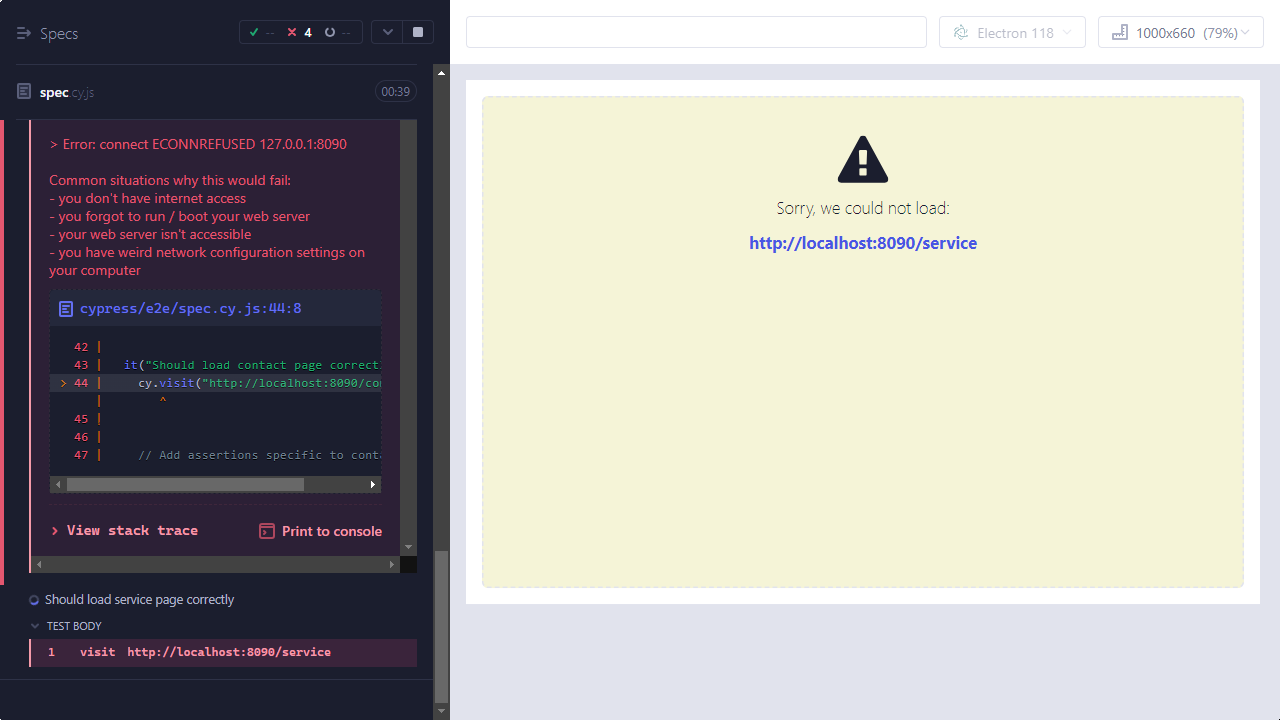 Specs
-- 4 --
Electron 118
1000x660 (79%)
spec.cy.js
00:39
> Error: connect ECONNREFUSED 127.0.0.1:8090
Common situations why this would fail:
- you don't have internet access
- you forgot to run / boot your web server
- your web server isn't accessible
- you have weird network configuration settings on
your computer
cypress/e2e/spec.cy.js:44:8
42 |
43 | it("Should load contact page correctl
> 44 | cy.visit("http://localhost:8090/con
| ^
45 |
46 |
47 | // Add assertions specific to conta
> View stack trace
Print to console
Should load service page correctly
TEST BODY
1 visit http://localhost:8090/service
Sorry, we could not load:
http://localhost:8090/service